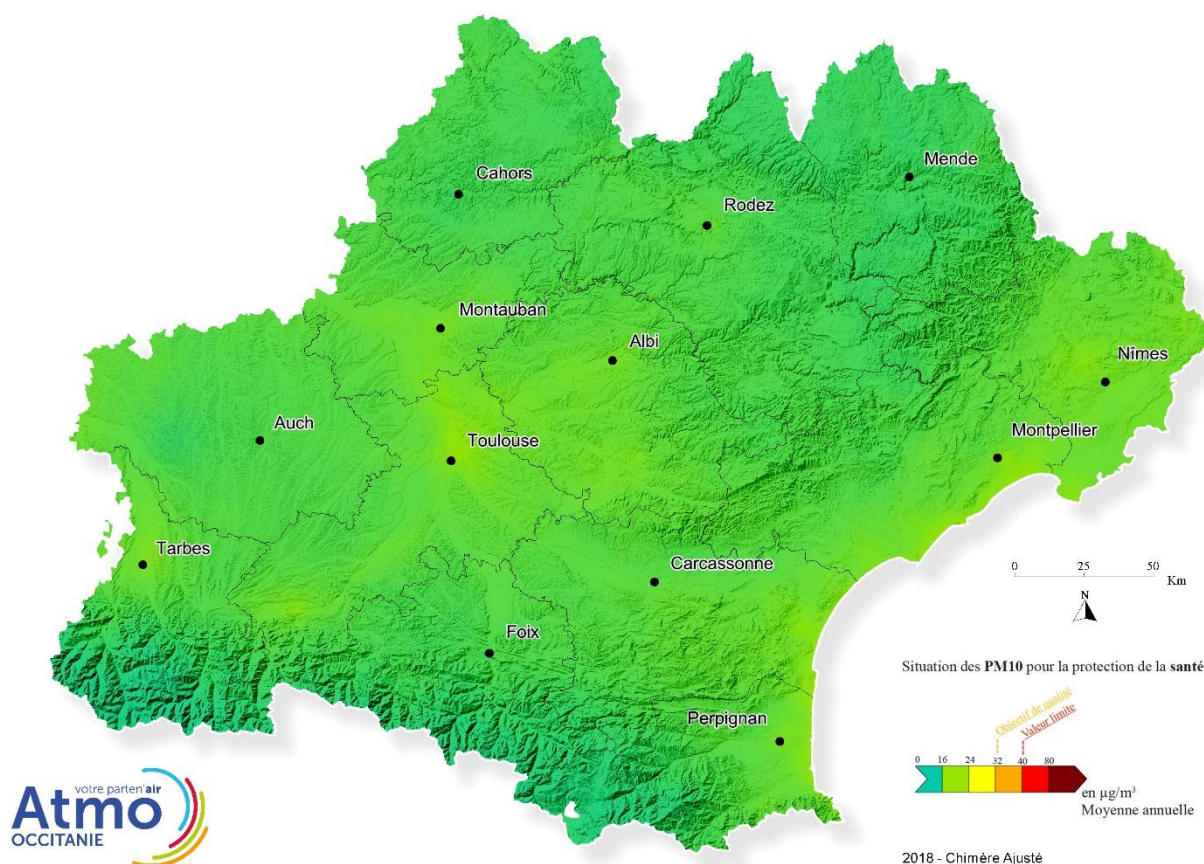 Cahors
Mende
Rodez
Montauban
Albi
Nîmes
Auch
Toulouse
Montpellier
Tarbes
Carcassonne
Foix
Perpignan
0 25 50
Km
N
Situation des PM10 pour la protection de la santé
Objectif de qualité
Valeur limite
0 16 24 32 40 80
en µg/m³
Moyenne annuelle
2018 - Chimère Ajusté
votre parten'air
Atmo
OCCITANIE